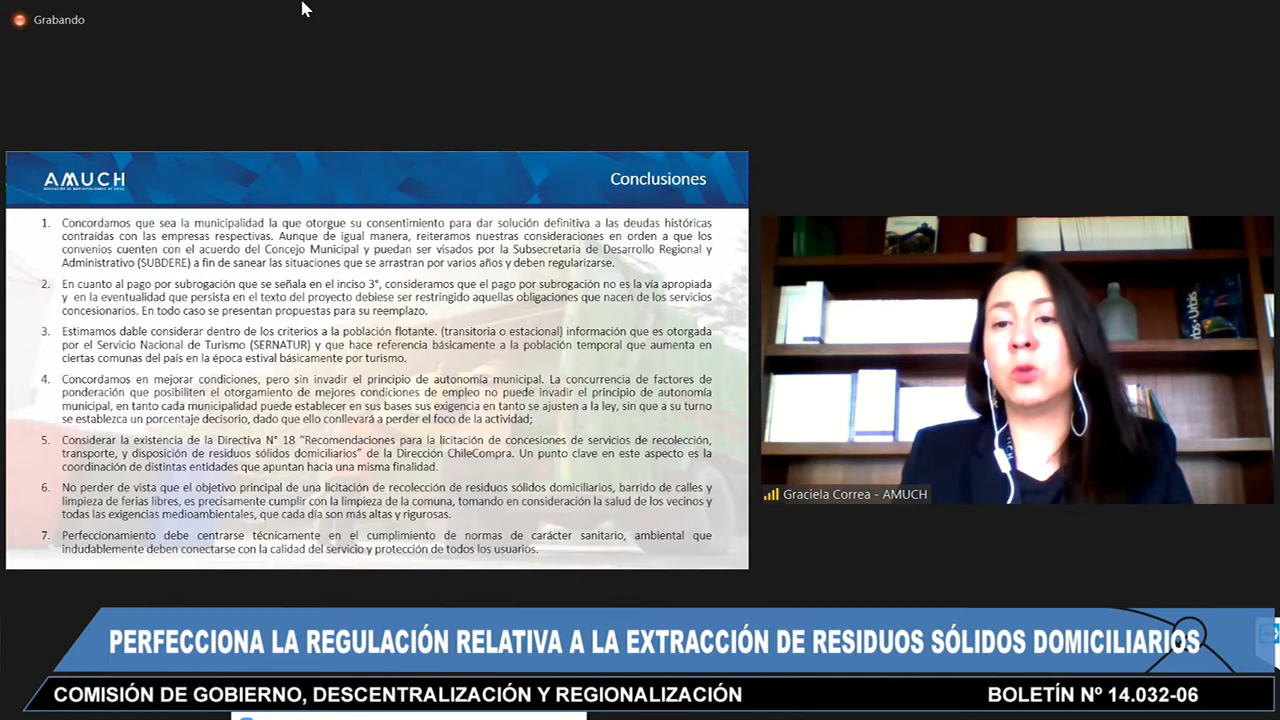 Grabando
AMUCH
Conclusiones
1. Concordamos que sea la municipalidad la que otorgue su consentimiento para dar solución definitiva a las deudas históricas
contraídas con las empresas respectivas. Aunque de igual manera, reiteramos nuestras consideraciones en orden a que los
convenios cuenten con el acuerdo del Concejo Municipal y puedan ser visados por la Subsecretaria de Desarrollo Regional y
Administrativo (SUBDERE) a fin de sanear las situaciones que se arrastran por varios años y deben regularizarse.
2. En cuanto al pago por subrogación que se señala en el inciso 3°, consideramos que el pago por subrogación no es la vía apropiada
y en la eventualidad que persista en el texto del proyecto debiese ser restringido aquellas obligaciones que nacen de los servicios
concesionarios. En todo caso se presentan propuestas para su reemplazo.
3. Estimamos dable considerar dentro de los criterios a la población flotante. (transitoria o estacional) información que es otorgada
por el Servicio Nacional de Turismo (SERNATUR) y que hace referencia básicamente a la población temporal que aumenta en
ciertas comunas del país en la época estival básicamente por turismo.
4. Concordamos en mejorar condiciones, pero sin invadir el principio de autonomía municipal. La concurrencia de factores de
ponderación que posibiliten el otorgamiento de mejores condiciones de empleo no puede invadir el principio de autonomía
municipal, en tanto cada municipalidad puede establecer en sus bases sus exigencia en tanto se ajusten a la ley, sin que a su turno
se establezca un porcentaje decisorio, dado que ello conllevará a perder el foco de la actividad;
5. Considerar la existencia de la Directiva N° 18 "Recomendaciones para la licitación de concesiones de servicios de recolección,
transporte, y disposición de residuos sólidos domiciliarios" de la Dirección ChileCompra. Un punto clave en este aspecto es la
coordinación de distintas entidades que apuntan hacia una misma finalidad.
6. No perder de vista que el objetivo principal de una licitación de recolección de residuos sólidos domiciliarios, barrido de calles y
limpieza de ferias libres, es precisamente cumplir con la limpieza de la comuna, tomando en consideración la salud de los vecinos y
todas las exigencias medioambientales, que cada día son más altas y rigurosas.
7. Perfeccionamiento debe centrarse técnicamente en el cumplimiento de normas de carácter sanitario, ambiental que
indudablemente deben conectarse con la calidad del servicio y protección de todos los usuarios.
Graciela Correa - AMUCH
PERFECCIONA LA REGULACIÓN RELATIVA A LA EXTRACCIÓN DE RESIDUOS SÓLIDOS DOMICILIARIOS
COMISIÓN DE GOBIERNO, DESCENTRALIZACIÓN Y REGIONALIZACIÓN
BOLETÍN Nº 14.032-06